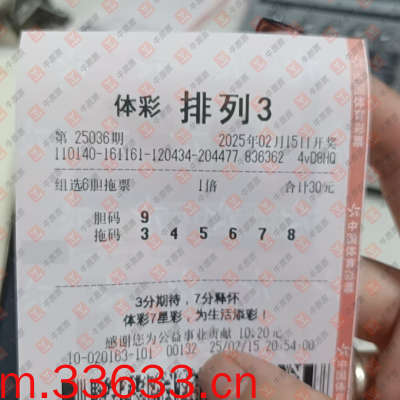 体彩 排列3
第 25036期 2025年02月15日开奖
110140-161161-120434-204477 836362 4vD8HQ
组选6胆拖票 1倍 合计30元
胆码 9
拖码 3 4 5 6 7 8
3分期待，7分释怀
体彩7星彩，为生活添彩！
感谢您为公益事业贡献 10.20元
10-020163-101 00132 25/02/15 20:54:00
m.33633.cn